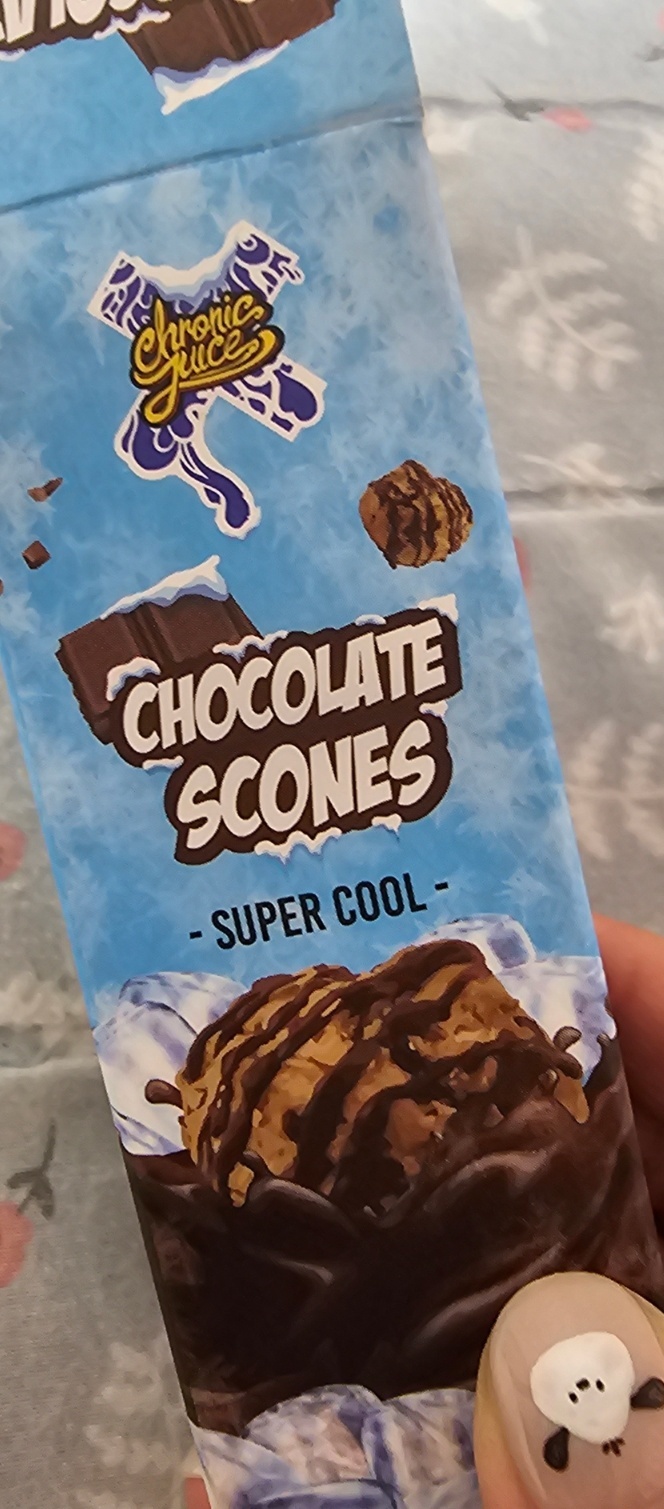 Chronic
Juice
CHOCOLATE
SCONES
- SUPER COOL -